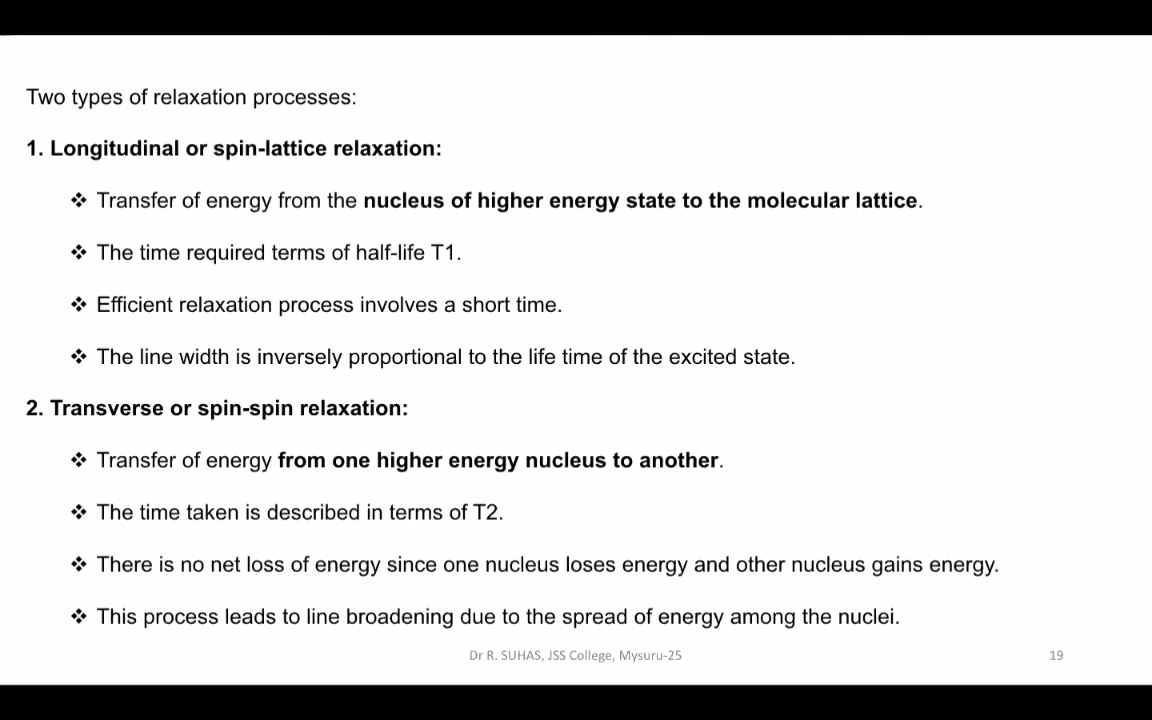 Two types of relaxation processes:
1. Longitudinal or spin-lattice relaxation:
❖ Transfer of energy from the nucleus of higher energy state to the molecular lattice.
❖ The time required terms of half-life T1.
❖ Efficient relaxation process involves a short time.
❖ The line width is inversely proportional to the life time of the excited state.
2. Transverse or spin-spin relaxation:
❖ Transfer of energy from one higher energy nucleus to another.
❖ The time taken is described in terms of T2.
❖ There is no net loss of energy since one nucleus loses energy and other nucleus gains energy.
❖ This process leads to line broadening due to the spread of energy among the nuclei.
Dr R. SUHAS, JSS College, Mysuru-25 19